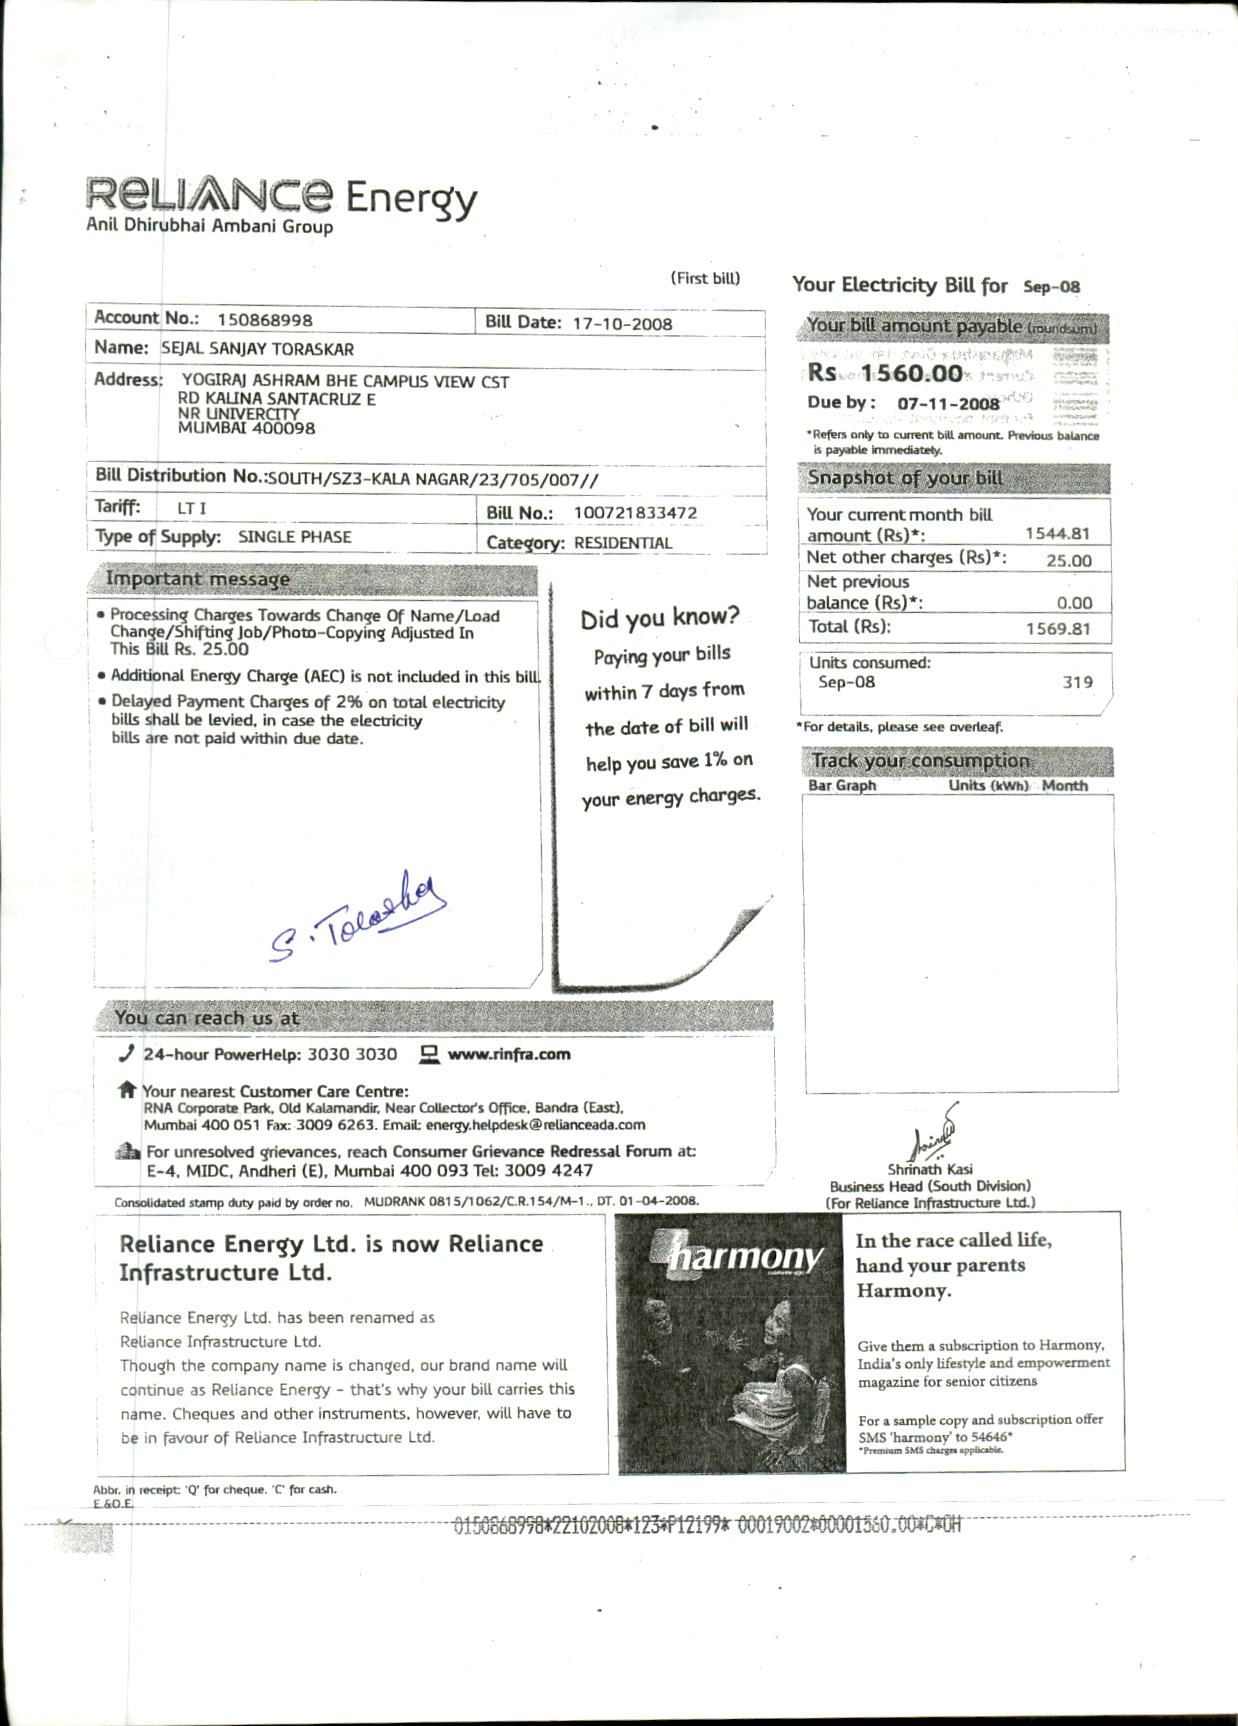 RELIANCE Energy
Anil Dhirubhai Ambani Group
(First bill)
Your Electricity Bill for Sep-08
Account No.: 150868998
Bill Date: 17-10-2008
Name: SEJAL SANJAY TORASKAR
Address: YOGIRAJ ASHRAM BHE CAMPUS VIEW CST
RD KALINA SANTACRUZ E
NR UNIVERCITY
MUMBAI 400098
Bill Distribution No.:SOUTH/SZ3-KALA NAGAR/23/705/007//
Tariff: LT I
Bill No.: 100721833472
Type of Supply: SINGLE PHASE
Category: RESIDENTIAL
Your bill amount payable (roundsum)
Rs 1560.00
Due by: 07-11-2008
*Refers only to current bill amount. Previous balance
is payable immediately.
Snapshot of your bill
Your current month bill
amount (Rs)*: 1544.81
Net other charges (Rs)*: 25.00
Net previous
balance (Rs)*: 0.00
Total (Rs): 1569.81
Units consumed:
Sep-08 319
*For details, please see overleaf.
Track your consumption
Bar Graph Units (kWh) Month
Important message
• Processing Charges Towards Change Of Name/Load
Change/Shifting Job/Photo-Copying Adjusted In
This Bill Rs. 25.00
• Additional Energy Charge (AEC) is not included in this bill.
• Delayed Payment Charges of 2% on total electricity
bills shall be levied, in case the electricity
bills are not paid within due date.
S. Toraskar
Did you know?
Paying your bills
within 7 days from
the date of bill will
help you save 1% on
your energy charges.
You can reach us at
24-hour PowerHelp: 3030 3030 www.rinfra.com
Your nearest Customer Care Centre:
RNA Corporate Park, Old Kalamandir, Near Collector's Office, Bandra (East),
Mumbai 400 051 Fax: 3009 6263. Email: energy.helpdesk@relianceada.com
For unresolved grievances, reach Consumer Grievance Redressal Forum at:
E-4, MIDC, Andheri (E), Mumbai 400 093 Tel: 3009 4247
Shrinath Kasi
Business Head (South Division)
(For Reliance Infrastructure Ltd.)
Consolidated stamp duty paid by order no. MUDRANK 0815/1062/C.R.154/M-1., DT. 01-04-2008.
Reliance Energy Ltd. is now Reliance
Infrastructure Ltd.
Reliance Energy Ltd. has been renamed as
Reliance Infrastructure Ltd.
Though the company name is changed, our brand name will
continue as Reliance Energy - that's why your bill carries this
name. Cheques and other instruments, however, will have to
be in favour of Reliance Infrastructure Ltd.
harmony
In the race called life,
hand your parents
Harmony.
Give them a subscription to Harmony,
India's only lifestyle and empowerment
magazine for senior citizens
For a sample copy and subscription offer
SMS 'harmony' to 54646*
*Premium SMS charges applicable.
Abbr. in receipt: 'Q' for cheque. 'C' for cash.
E.&O.E.
0150868998*22102008*123*P12199* 00019002*00001560.00*C*OH